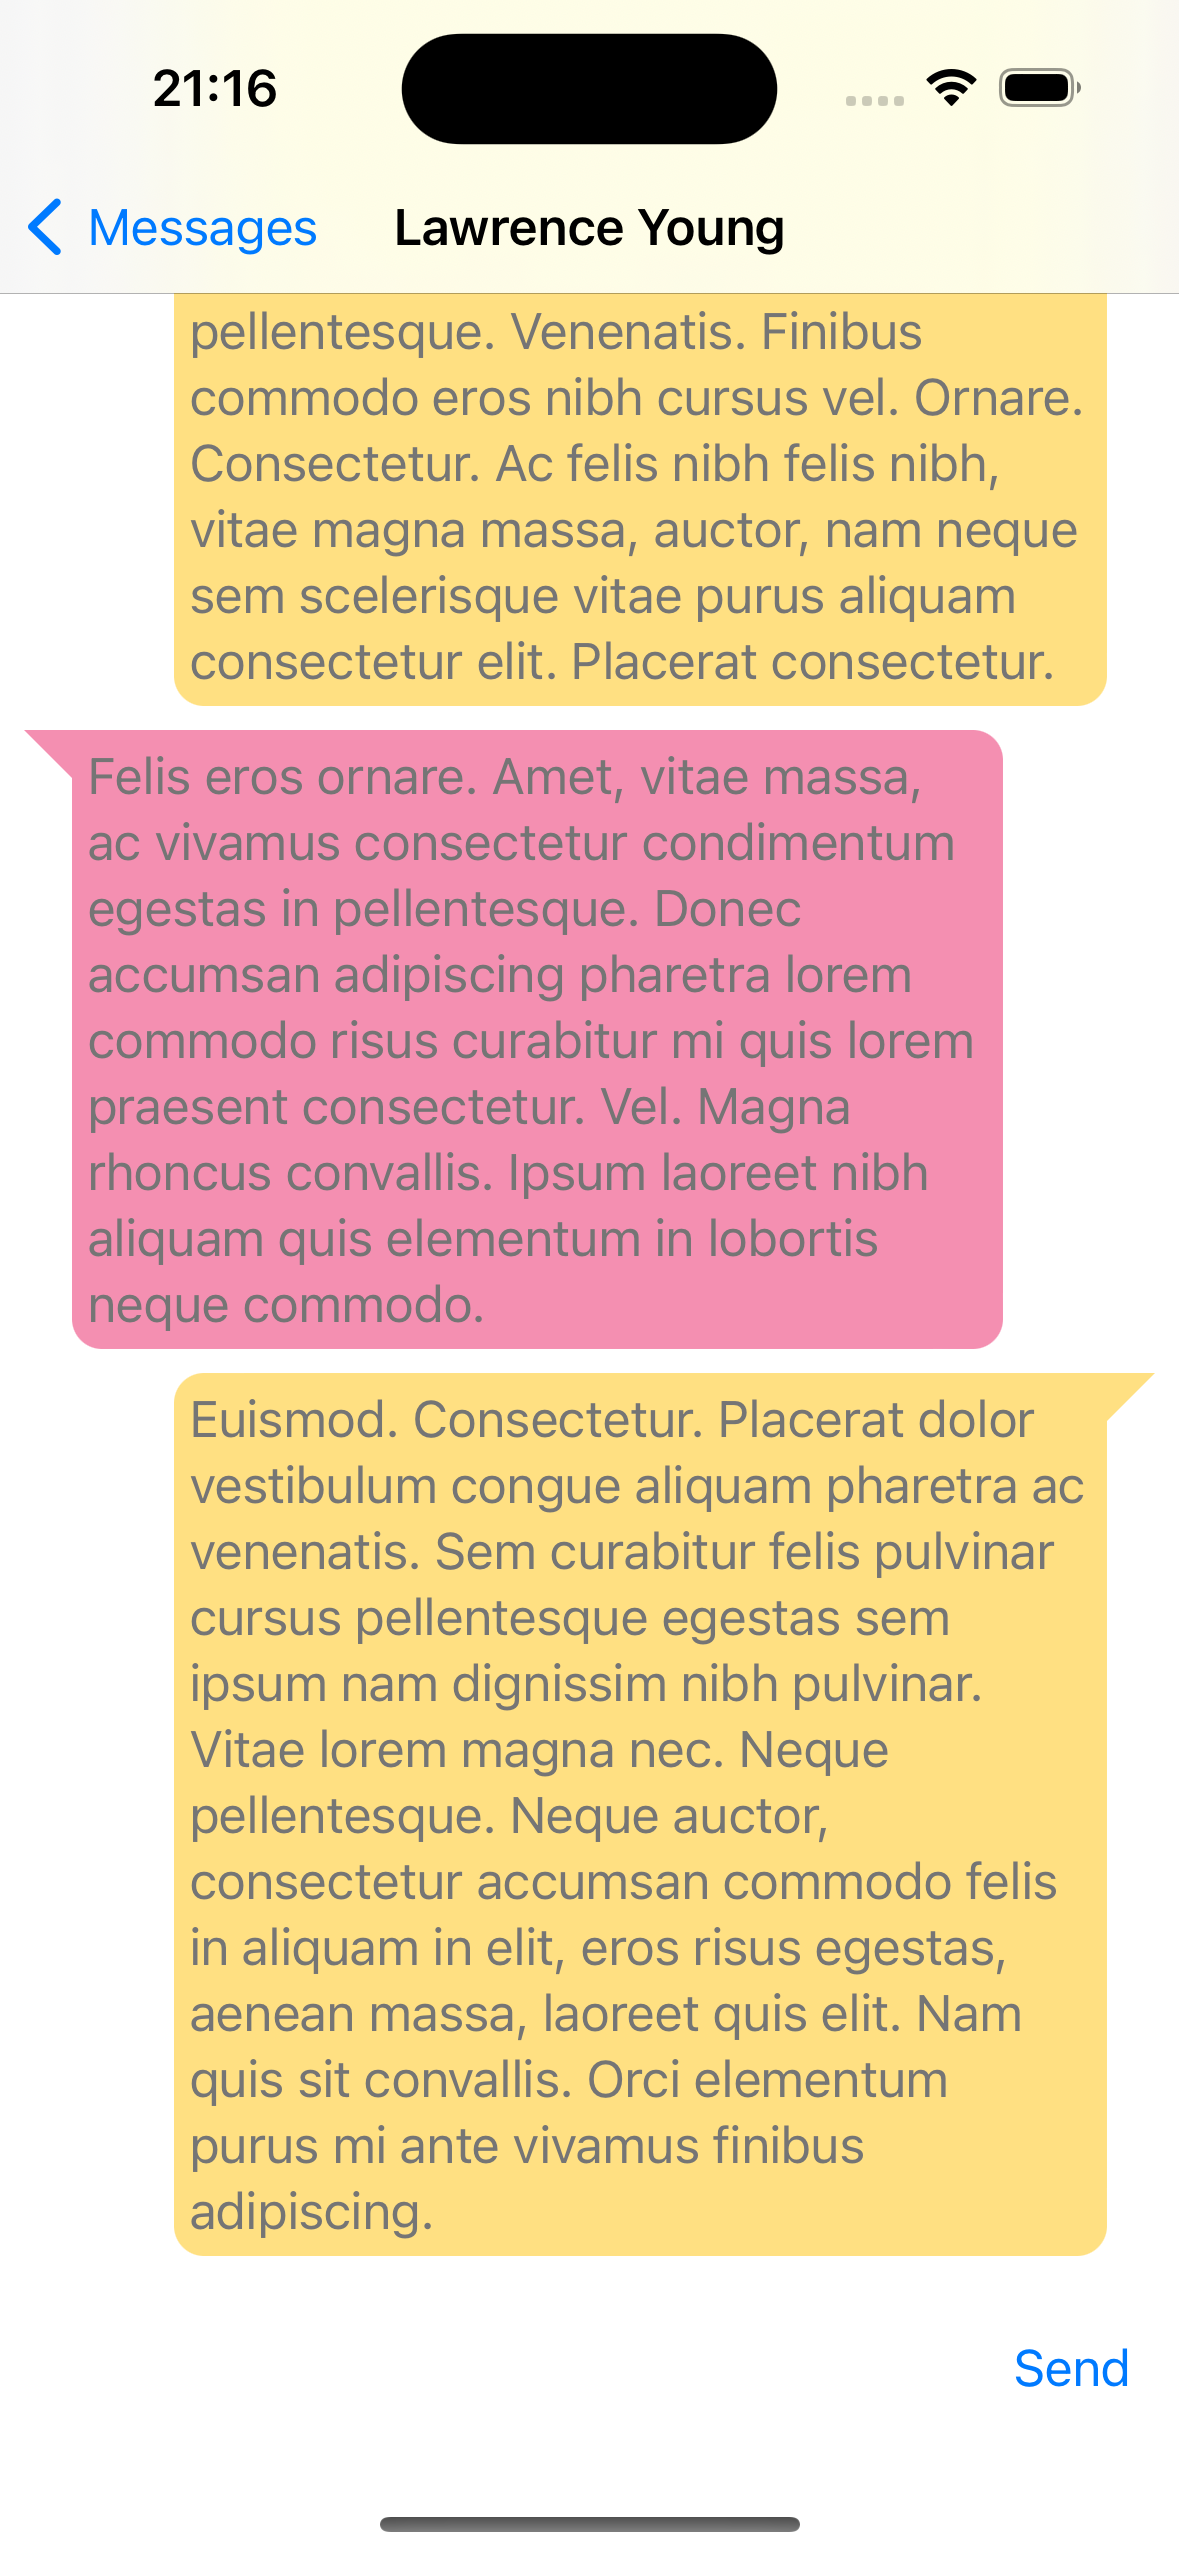 21:16
Messages
Lawrence Young
pellentesque. Venenatis. Finibus
commodo eros nibh cursus vel. Ornare.
Consectetur. Ac felis nibh felis nibh,
vitae magna massa, auctor, nam neque
sem scelerisque vitae purus aliquam
consectetur elit. Placerat consectetur.
Felis eros ornare. Amet, vitae massa,
ac vivamus consectetur condimentum
egestas in pellentesque. Donec
accumsan adipiscing pharetra lorem
commodo risus curabitur mi quis lorem
praesent consectetur. Vel. Magna
rhoncus convallis. Ipsum laoreet nibh
aliquam quis elementum in lobortis
neque commodo.
Euismod. Consectetur. Placerat dolor
vestibulum congue aliquam pharetra ac
venenatis. Sem curabitur felis pulvinar
cursus pellentesque egestas sem
ipsum nam dignissim nibh pulvinar.
Vitae lorem magna nec. Neque
pellentesque. Neque auctor,
consectetur accumsan commodo felis
in aliquam in elit, eros risus egestas,
aenean massa, laoreet quis elit. Nam
quis sit convallis. Orci elementum
purus mi ante vivamus finibus
adipiscing.
Send